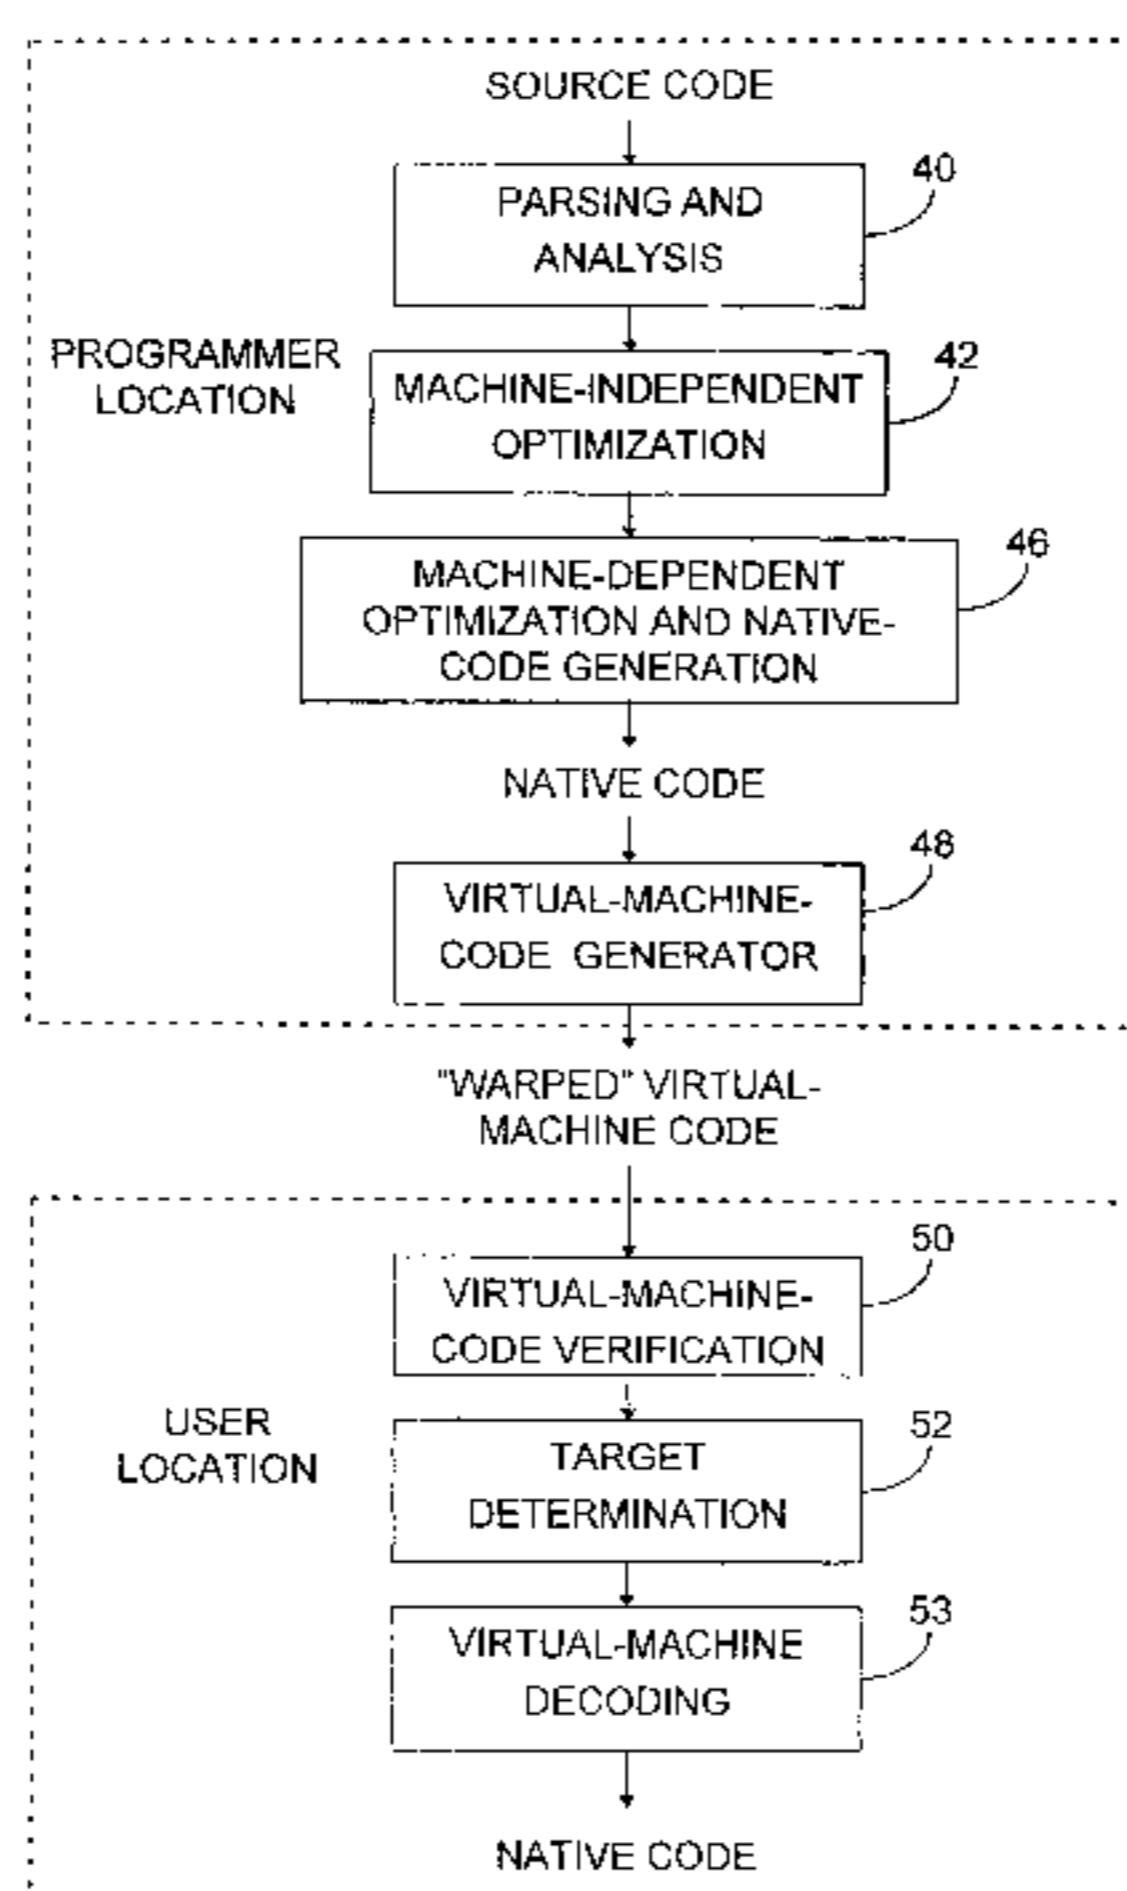 SOURCE CODE
40
PARSING AND
ANALYSIS
PROGRAMMER
LOCATION
42
MACHINE-INDEPENDENT
OPTIMIZATION
46
MACHINE-DEPENDENT
OPTIMIZATION AND NATIVE-
CODE GENERATION
NATIVE CODE
48
VIRTUAL-MACHINE-
CODE GENERATOR
"WARPED" VIRTUAL-
MACHINE CODE
50
VIRTUAL-MACHINE-
CODE VERIFICATION
USER
LOCATION
52
TARGET
DETERMINATION
53
VIRTUAL-MACHINE
DECODING
NATIVE CODE